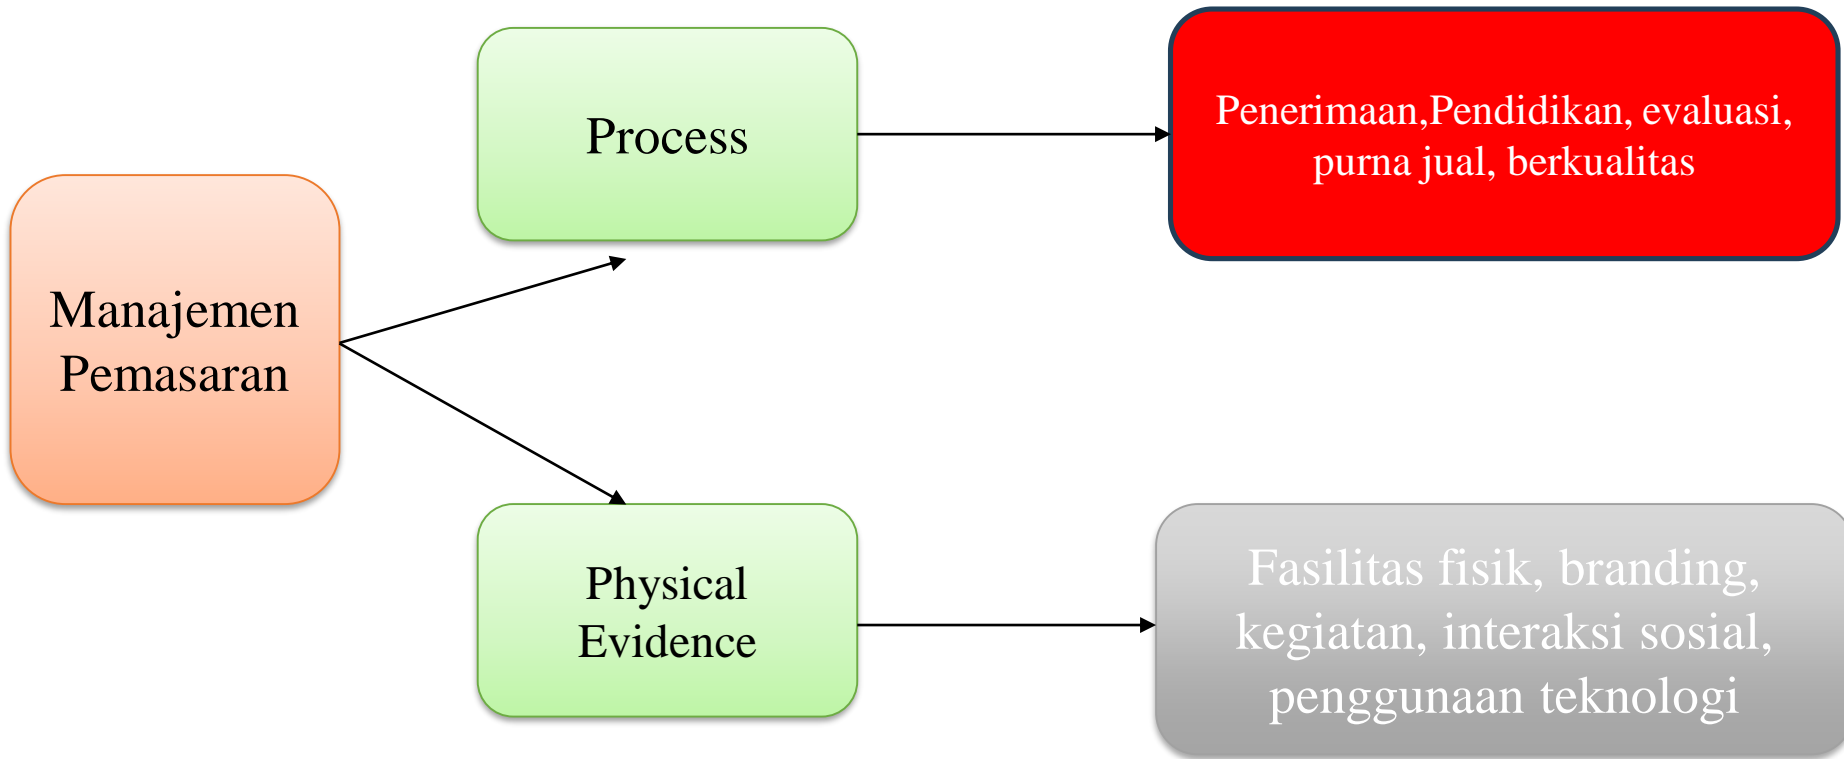 Process
Penerimaan,Pendidikan, evaluasi,
purna jual, berkualitas
Manajemen
Pemasaran
Physical
Evidence
Fasilitas fisik, branding,
kegiatan, interaksi sosial,
penggunaan teknologi